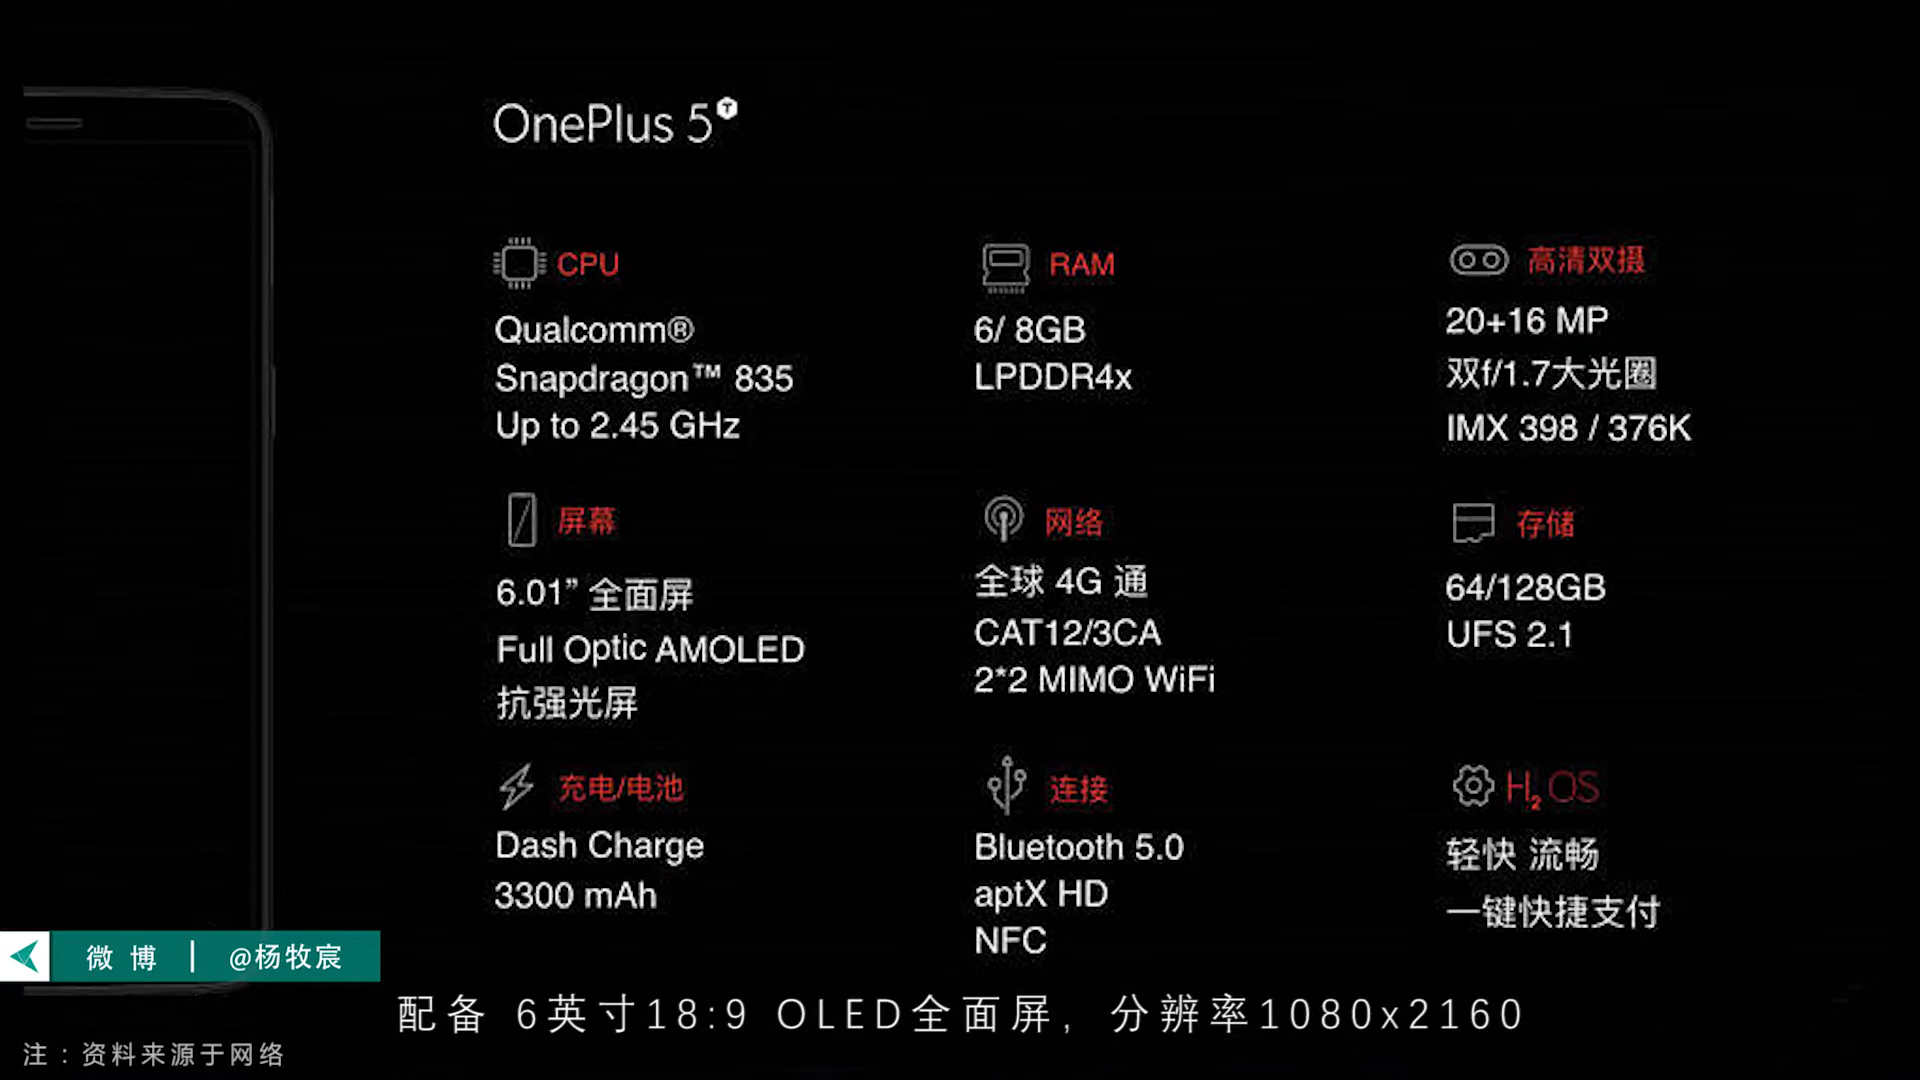 OnePlus 5T
CPU
Qualcomm®
Snapdragon™ 835
Up to 2.45 GHz
RAM
6/ 8GB
LPDDR4x
高清双摄
20+16 MP
双f/1.7大光圈
IMX 398 / 376K
屏幕
6.01” 全面屏
Full Optic AMOLED
抗强光屏
网络
全球 4G 通
CAT12/3CA
2*2 MIMO WiFi
存储
64/128GB
UFS 2.1
充电/电池
Dash Charge
3300 mAh
连接
Bluetooth 5.0
aptX HD
NFC
H₂OS
轻快 流畅
一键快捷支付
微 博 | @杨牧宸
配备 6英寸18:9 OLED全面屏, 分辨率1080x2160
注：资料来源于网络